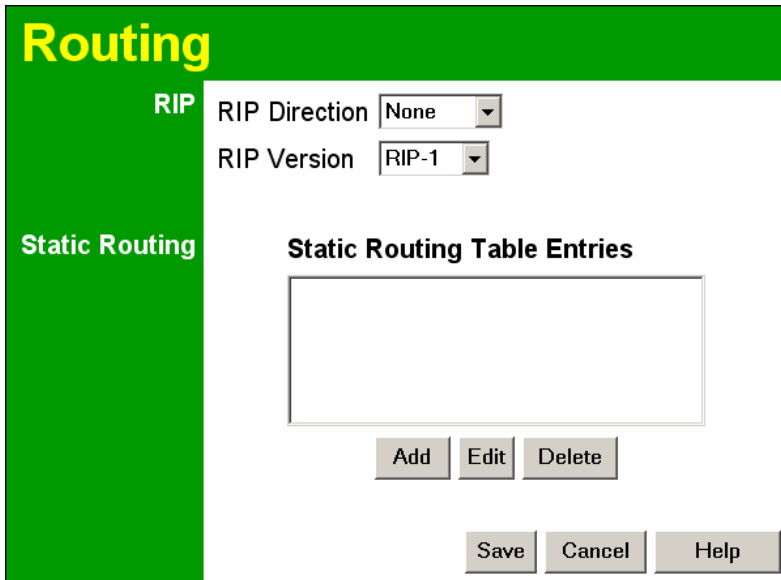 Routing
RIP
RIP Direction None
RIP Version RIP-1
Static Routing
Static Routing Table Entries
Add Edit Delete
Save Cancel Help